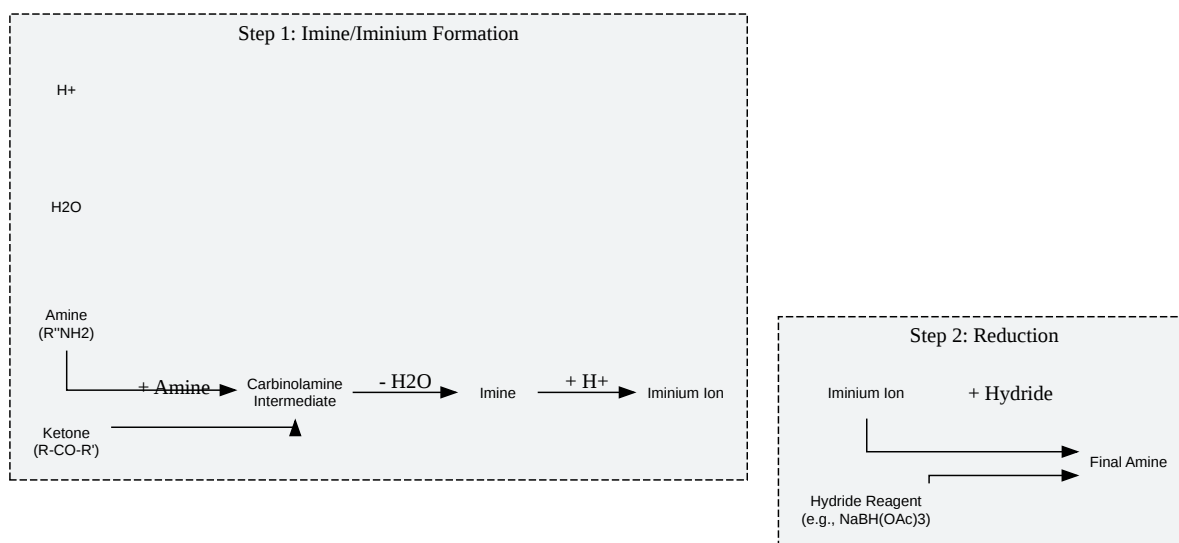 Step 1: Imine/Iminium Formation
H+
H2O
Amine
(R"NH2)
+ Amine
Carbinolamine
Intermediate
- H2O
Imine
+ H+
Iminium Ion
Ketone
(R-CO-R')
Step 2: Reduction
Iminium Ion
+ Hydride
Final Amine
Hydride Reagent
(e.g., NaBH(OAc)3)